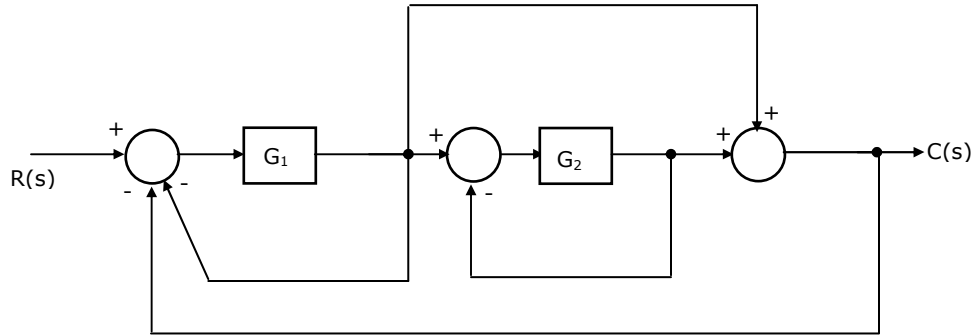 +
+
+
+
G₁
G₂
C(s)
R(s)
-
-
-